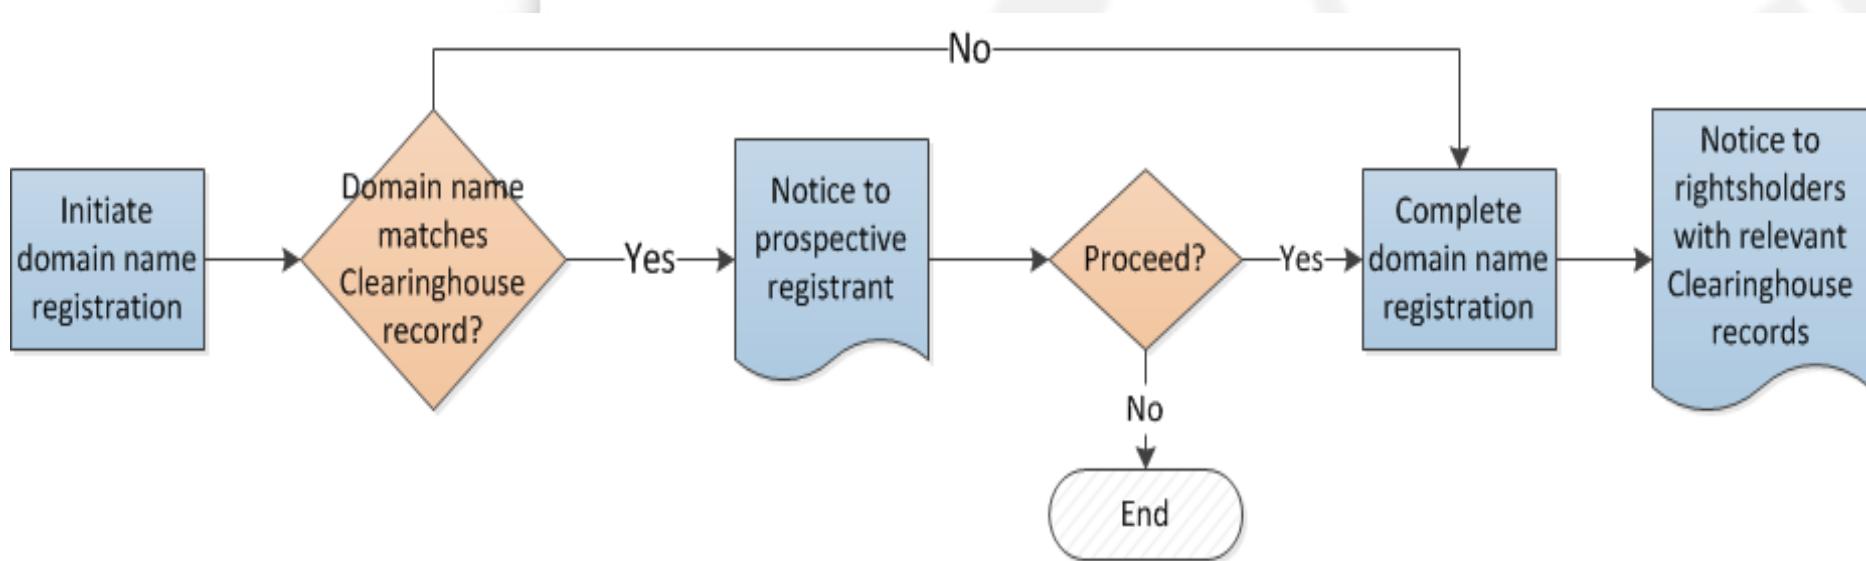 No
Initiate
domain name
registration
Domain name
matches
Clearinghouse
record?
Yes
Notice to
prospective
registrant
Proceed?
Yes
No
End
Complete
domain name
registration
Notice to
rightsholders
with relevant
Clearinghouse
records